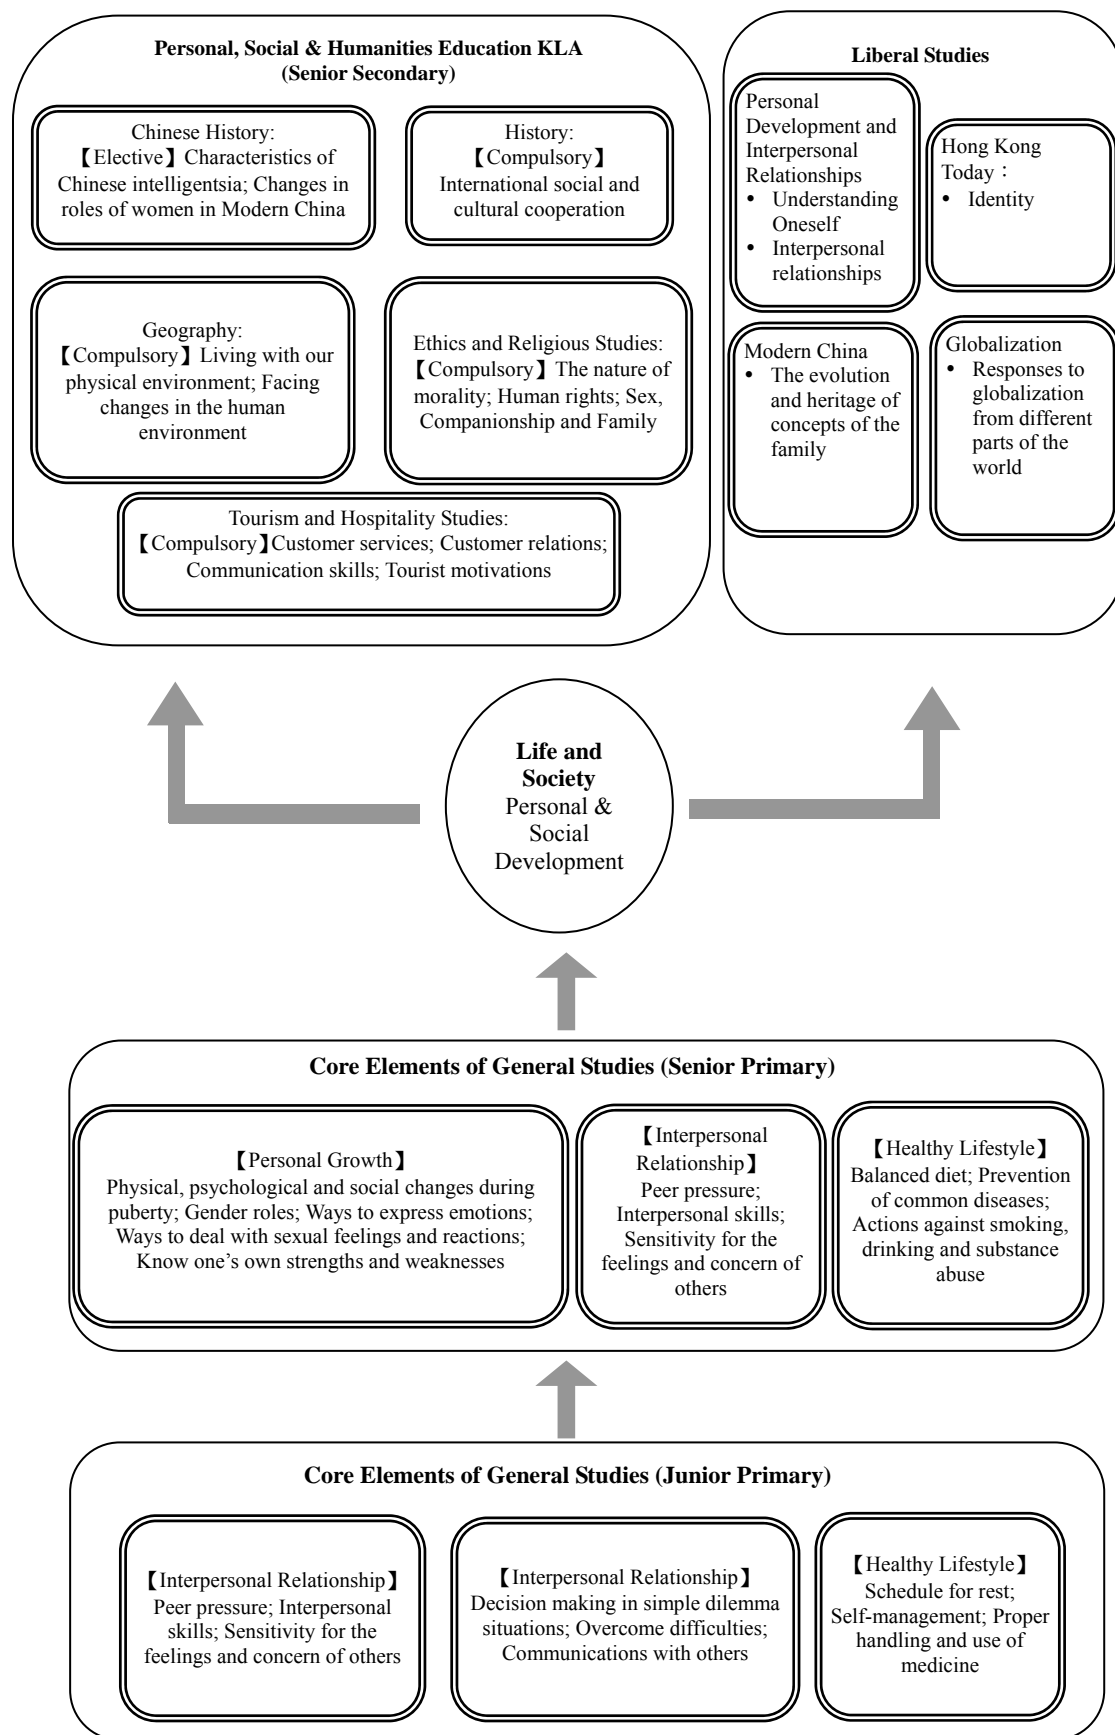 Personal, Social & Humanities Education KLA
(Senior Secondary)
Chinese History:
【Elective】Characteristics of
Chinese intelligentsia; Changes in
roles of women in Modern China
History:
【Compulsory】
International social and
cultural cooperation
Geography:
【Compulsory】Living with our
physical environment; Facing
changes in the human
environment
Ethics and Religious Studies:
【Compulsory】The nature of
morality; Human rights; Sex,
Companionship and Family
Tourism and Hospitality Studies:
【Compulsory】Customer services; Customer relations;
Communication skills; Tourist motivations
Liberal Studies
Personal
Development and
Interpersonal
Relationships
• Understanding
Oneself
• Interpersonal
relationships
Hong Kong
Today：
• Identity
Modern China
• The evolution
and heritage of
concepts of the
family
Globalization
• Responses to
globalization
from different
parts of the
world
Life and
Society
Personal &
Social
Development
Core Elements of General Studies (Senior Primary)
【Personal Growth】
Physical, psychological and social changes during
puberty; Gender roles; Ways to express emotions;
Ways to deal with sexual feelings and reactions;
Know one’s own strengths and weaknesses
【Interpersonal
Relationship】
Peer pressure;
Interpersonal skills;
Sensitivity for the
feelings and concern of
others
【Healthy Lifestyle】
Balanced diet; Prevention
of common diseases;
Actions against smoking,
drinking and substance
abuse
Core Elements of General Studies (Junior Primary)
【Interpersonal Relationship】
Peer pressure; Interpersonal
skills; Sensitivity for the
feelings and concern of others
【Interpersonal Relationship】
Decision making in simple dilemma
situations; Overcome difficulties;
Communications with others
【Healthy Lifestyle】
Schedule for rest;
Self-management; Proper
handling and use of
medicine